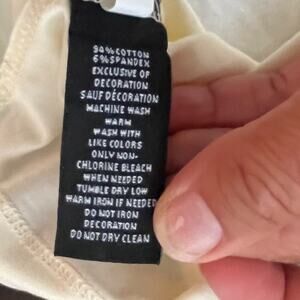 94% COTTON
6% SPANDEX
EXCLUSIVE OF
DECORATION
SAUF DÉCORATION
MACHINE WASH
WARM
WASH WITH
LIKE COLORS
ONLY NON-
CHLORINE BLEACH
WHEN NEEDED
TUMBLE DRY LOW
WARM IRON IF NEEDED
DO NOT IRON
DECORATION
DO NOT DRY CLEAN